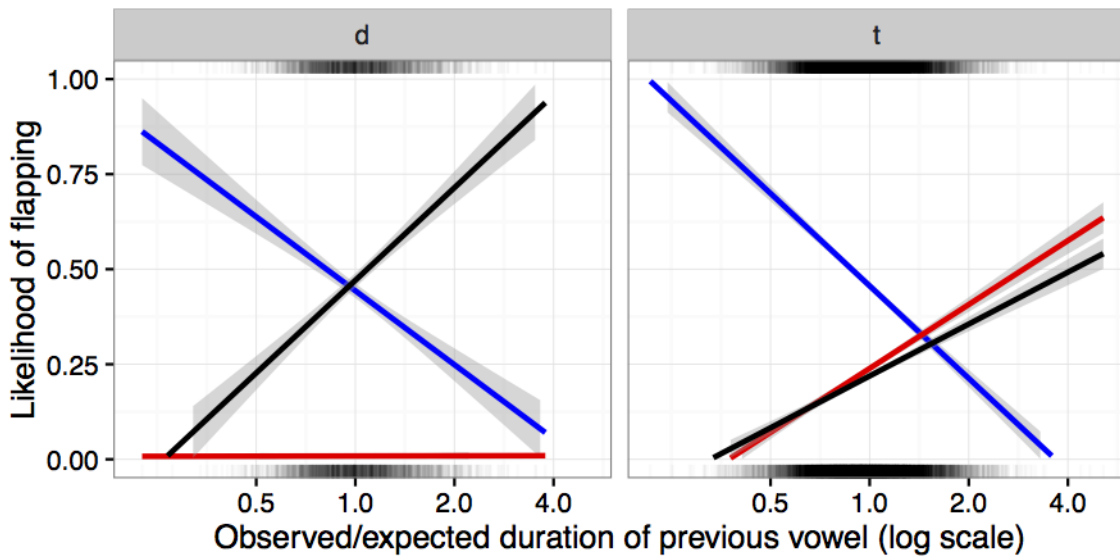 d
t
Likelihood of flapping
1.00
0.75
0.50
0.25
0.00
0.5 1.0 2.0 4.0
0.5 1.0 2.0 4.0
Observed/expected duration of previous vowel (log scale)